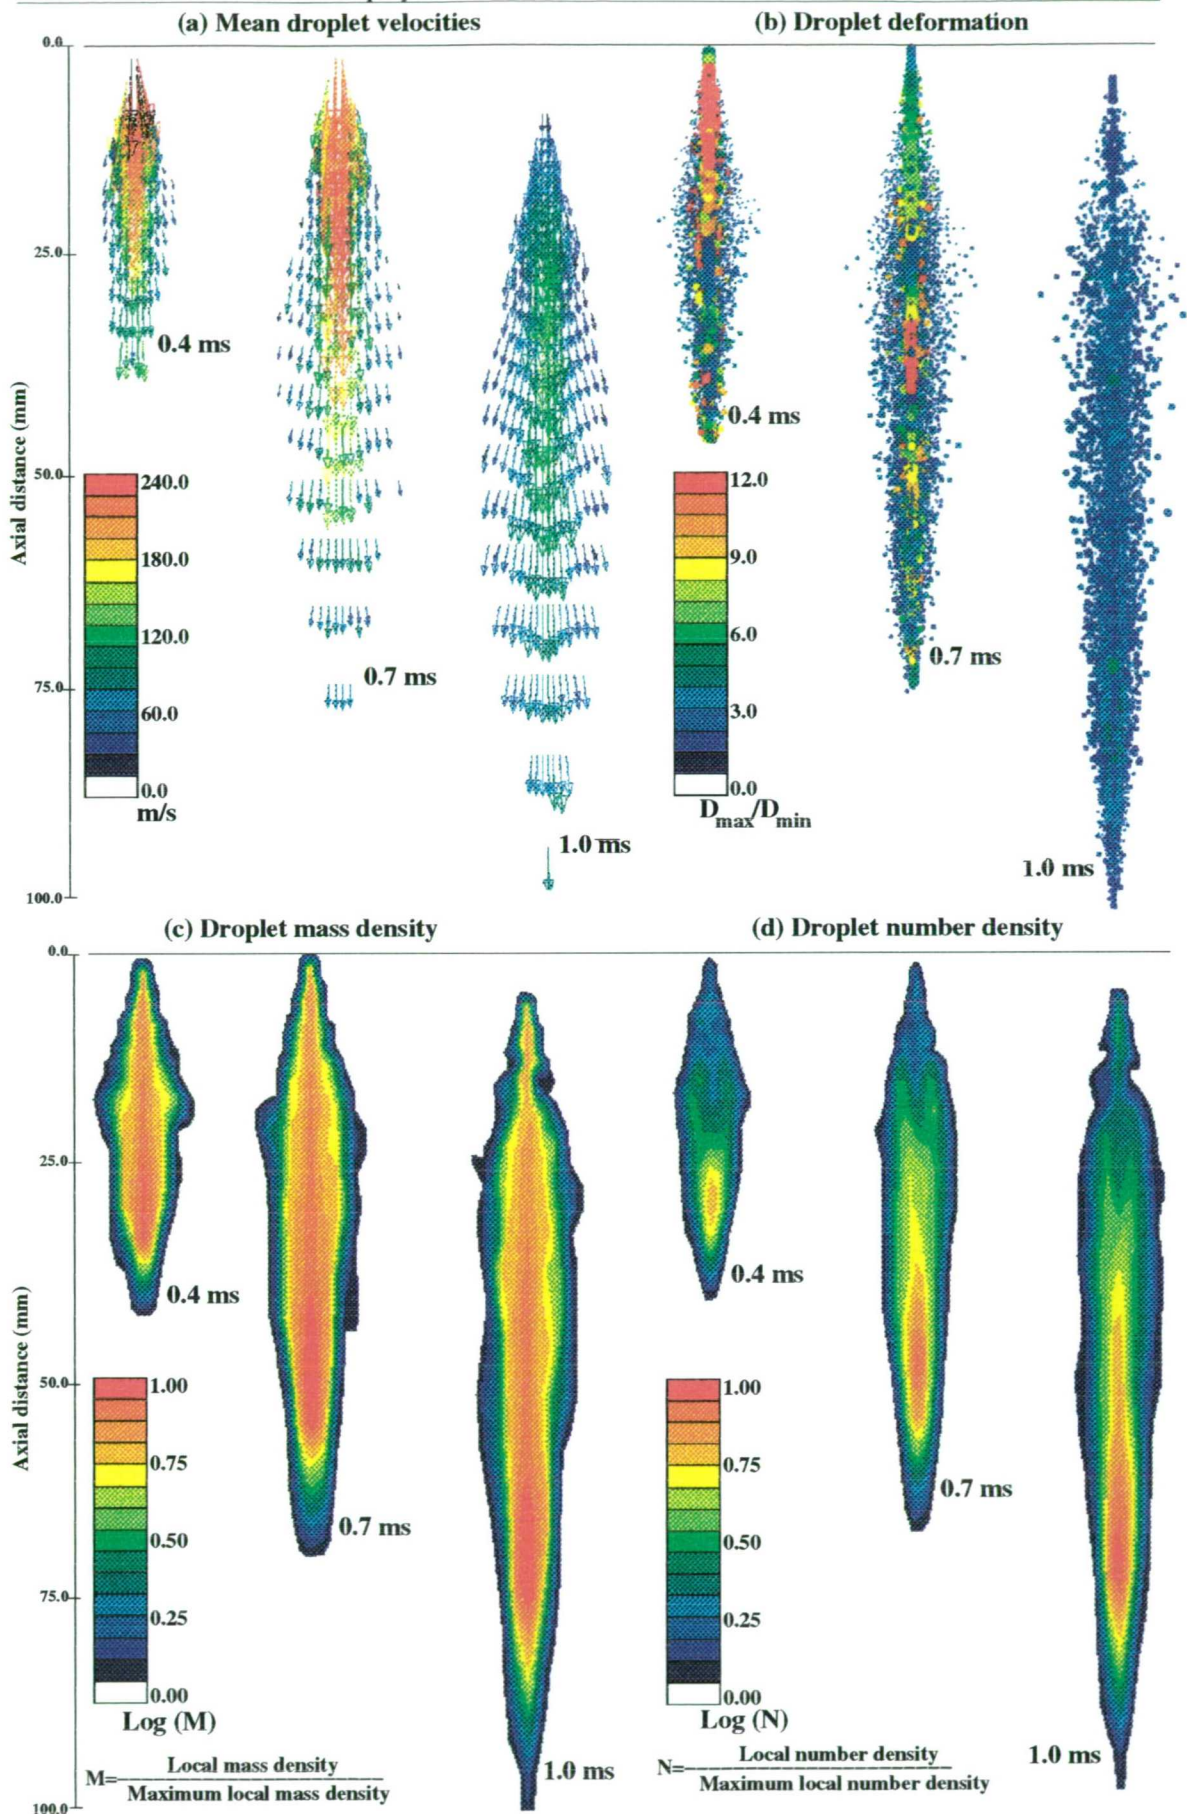 (a) Mean droplet velocities
(b) Droplet deformation
0.0
25.0
50.0
75.0
100.0
Axial distance (mm)
0.4 ms
0.7 ms
1.0 ms
240.0
180.0
120.0
60.0
0.0
m/s
0.4 ms
0.7 ms
1.0 ms
12.0
9.0
6.0
3.0
0.0
Dmax/Dmin
(c) Droplet mass density
(d) Droplet number density
0.0
25.0
50.0
75.0
100.0
Axial distance (mm)
0.4 ms
0.7 ms
1.0 ms
1.00
0.75
0.50
0.25
0.00
Log (M)
M=
Local mass density
Maximum local mass density
0.4 ms
0.7 ms
1.0 ms
1.00
0.75
0.50
0.25
0.00
Log (N)
N=
Local number density
Maximum local number density